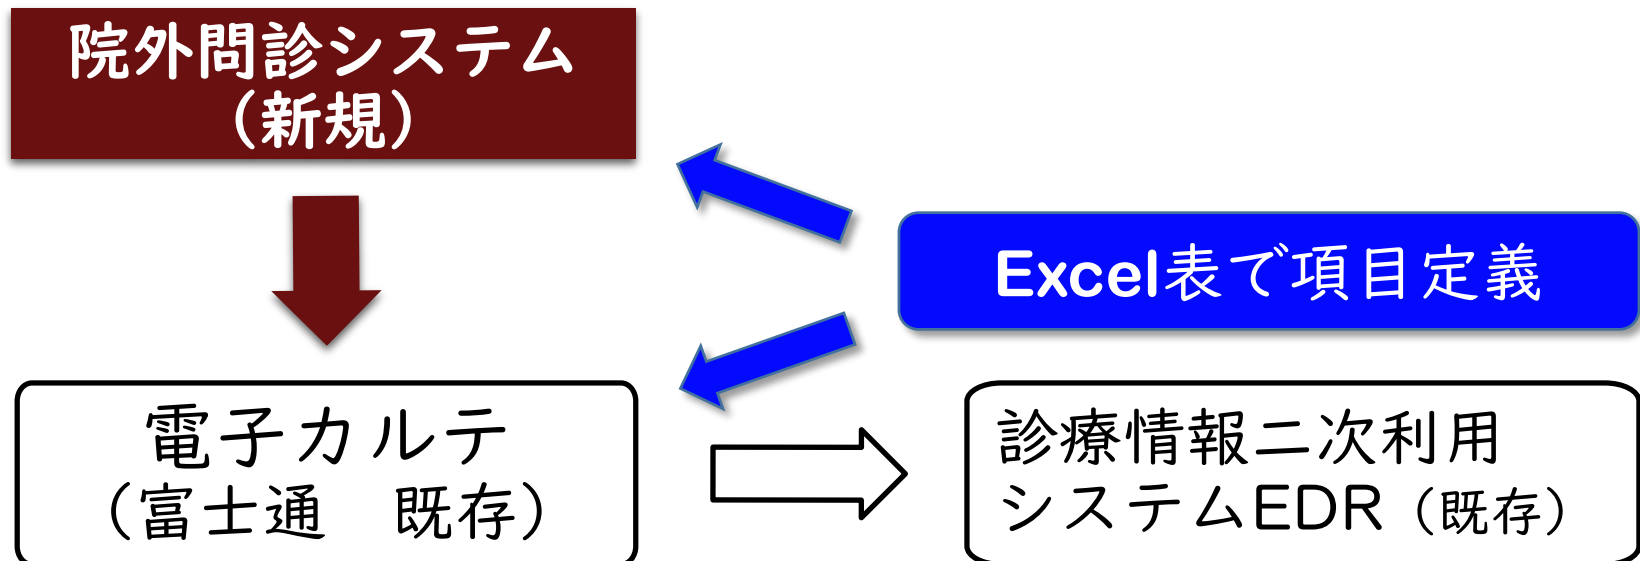 院外問診システム
（新規）
Excel表で項目定義
電子カルテ
（富士通　既存）
診療情報二次利用
システムEDR（既存）